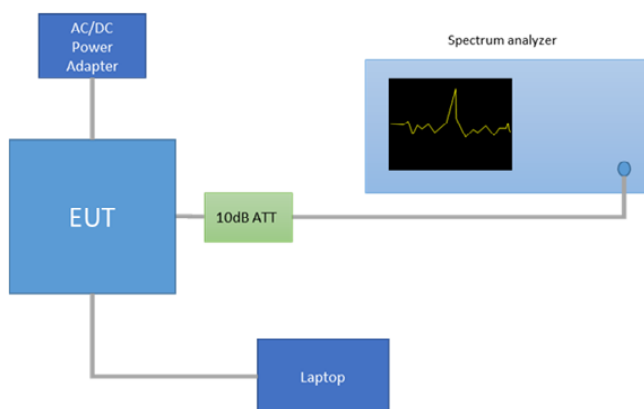 AC/DC
Power
Adapter
Spectrum analyzer
EUT
10dB ATT
Laptop